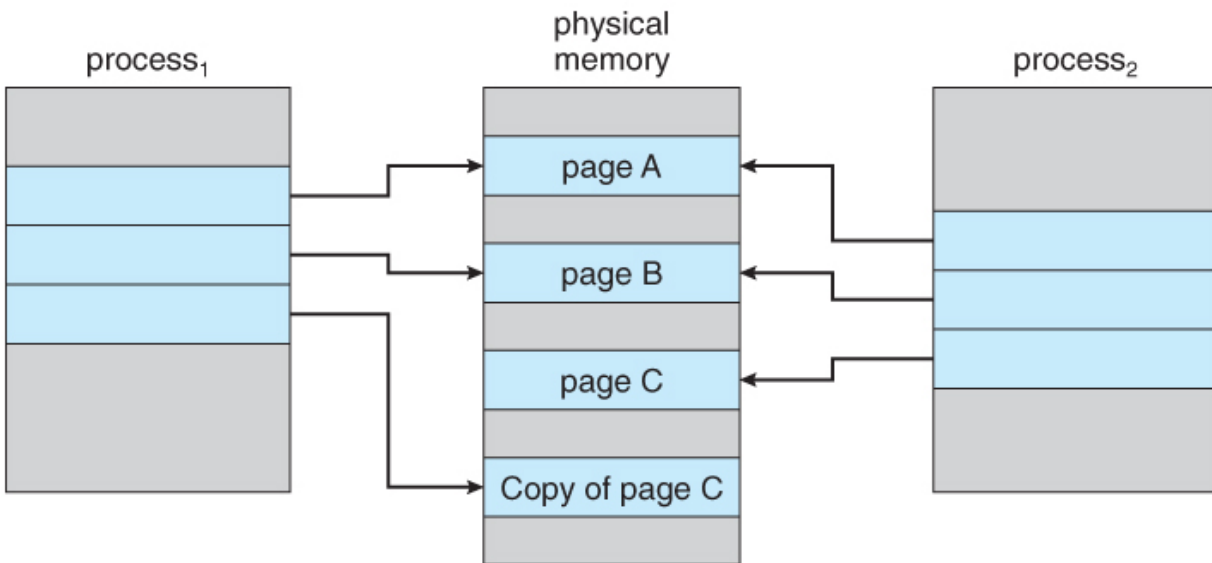 physical
memory
process₁
process₂
page A
page B
page C
Copy of page C